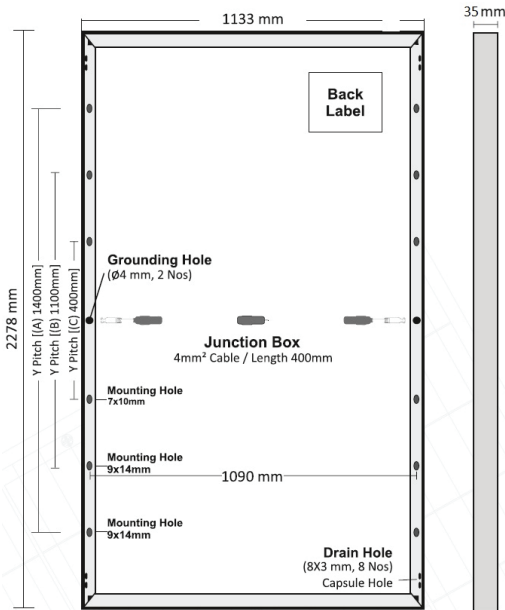 1133 mm
35 mm
Back
Label
2278 mm
Y Pitch [(A) 1400mm]
Y Pitch [(B) 1100mm]
Y Pitch [(C) 400mm]
Grounding Hole
(Ø4 mm, 2 Nos)
Junction Box
4mm² Cable / Length 400mm
Mounting Hole
7x10mm
Mounting Hole
9x14mm
1090 mm
Mounting Hole
9x14mm
Drain Hole
(8X3 mm, 8 Nos)
Capsule Hole